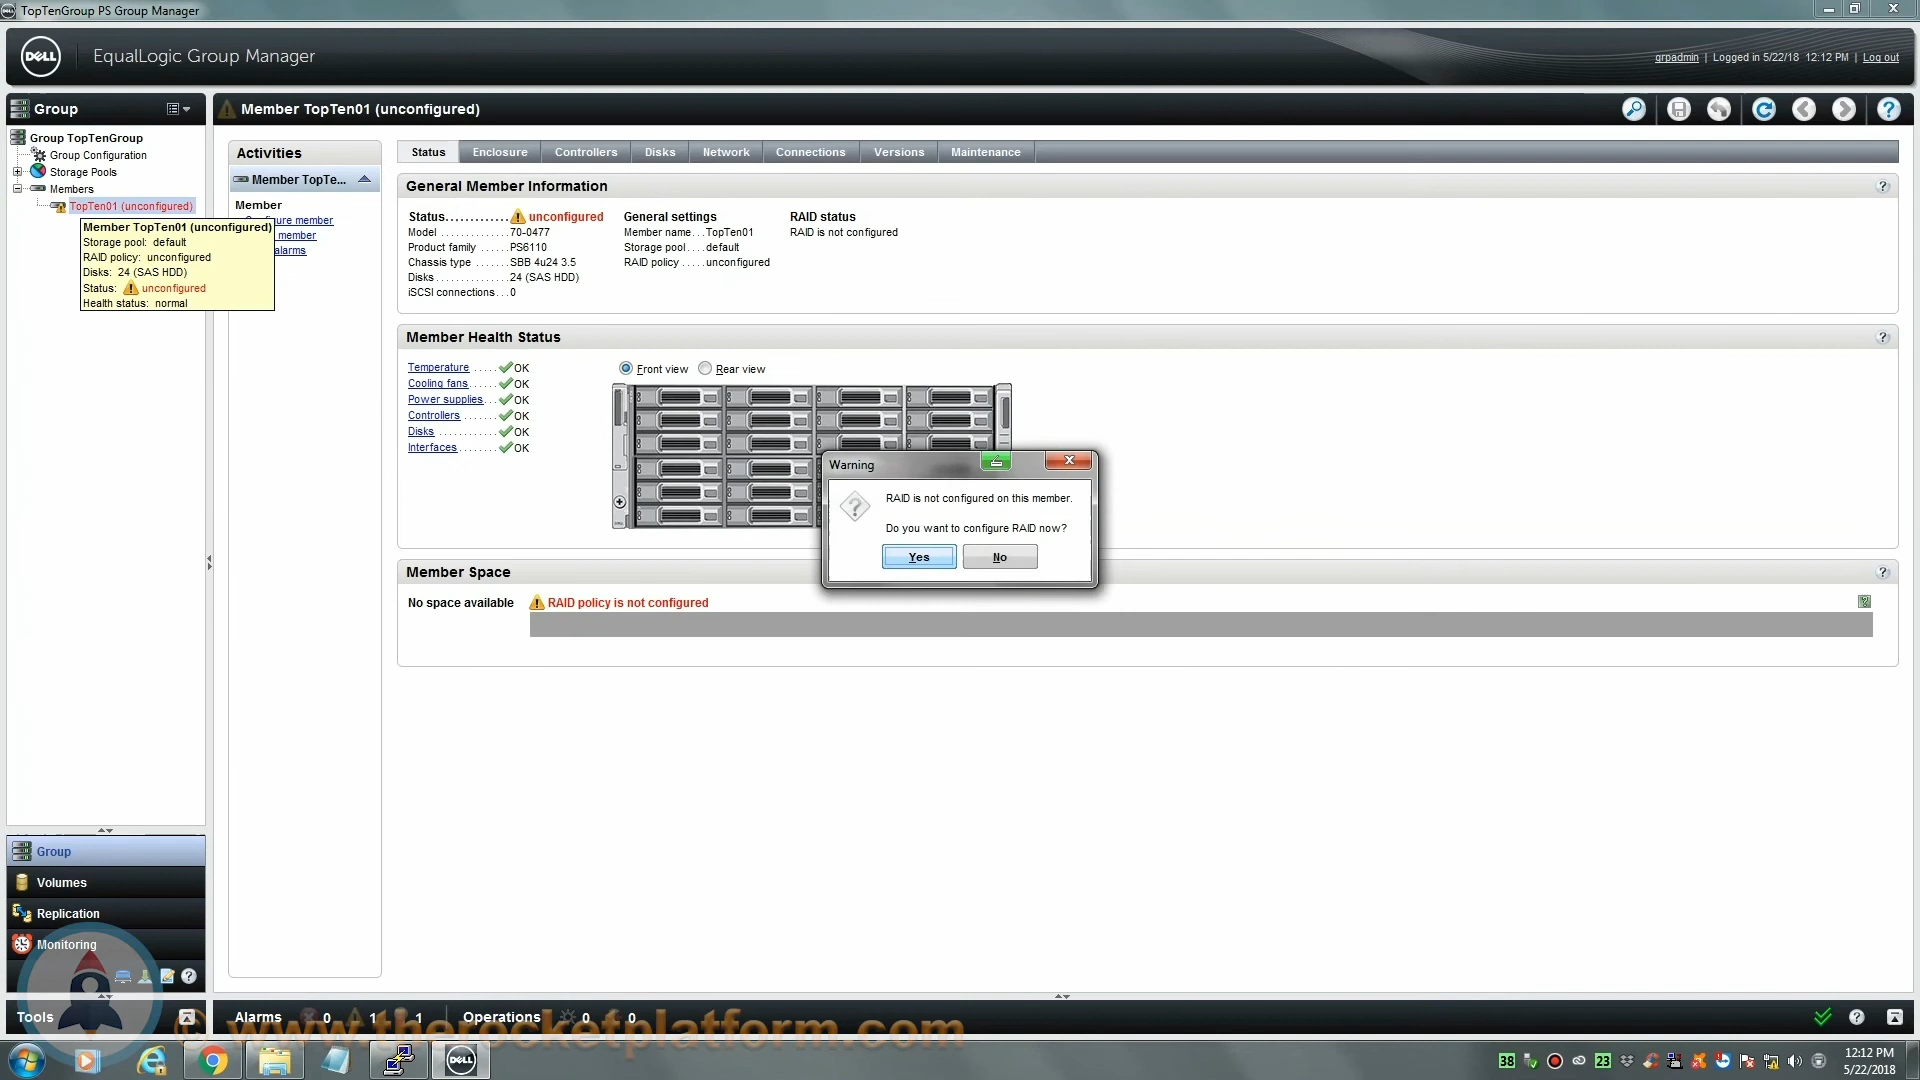 TopTenGroup PS Group Manager
DELL
EqualLogic Group Manager
grpadmin | Logged in 5/22/18 12:12 PM | Log out
Group
Member TopTen01 (unconfigured)
Group TopTenGroup
Group Configuration
Storage Pools
Members
TopTen01 (unconfigured)
Member TopTen01 (unconfigured)
Storage pool: default
RAID policy: unconfigured
Disks: 24 (SAS HDD)
Status: unconfigured
Health status: normal
Activities
Member TopTe...
Member
member
member
alarms
Status Enclosure Controllers Disks Network Connections Versions Maintenance
General Member Information
Status............ unconfigured
Model .............. 70-0477
Product family ...... PS6110
Chassis type ....... SBB 4u24 3.5
Disks............... 24 (SAS HDD)
iSCSI connections... 0
General settings
Member name... TopTen01
Storage pool .... default
RAID policy ..... unconfigured
RAID status
RAID is not configured
Member Health Status
Temperature ..... OK
Cooling fans..... OK
Power supplies... OK
Controllers ....... OK
Disks ............ OK
Interfaces........ OK
Front view Rear view
Warning
RAID is not configured on this member.
Do you want to configure RAID now?
Yes No
Member Space
No space available RAID policy is not configured
Group
Volumes
Replication
Monitoring
Tools
Alarms 0 1 1 Operations 0 0
© www.therocketplatform.com
DELL
38
23
12:12 PM
5/22/2018